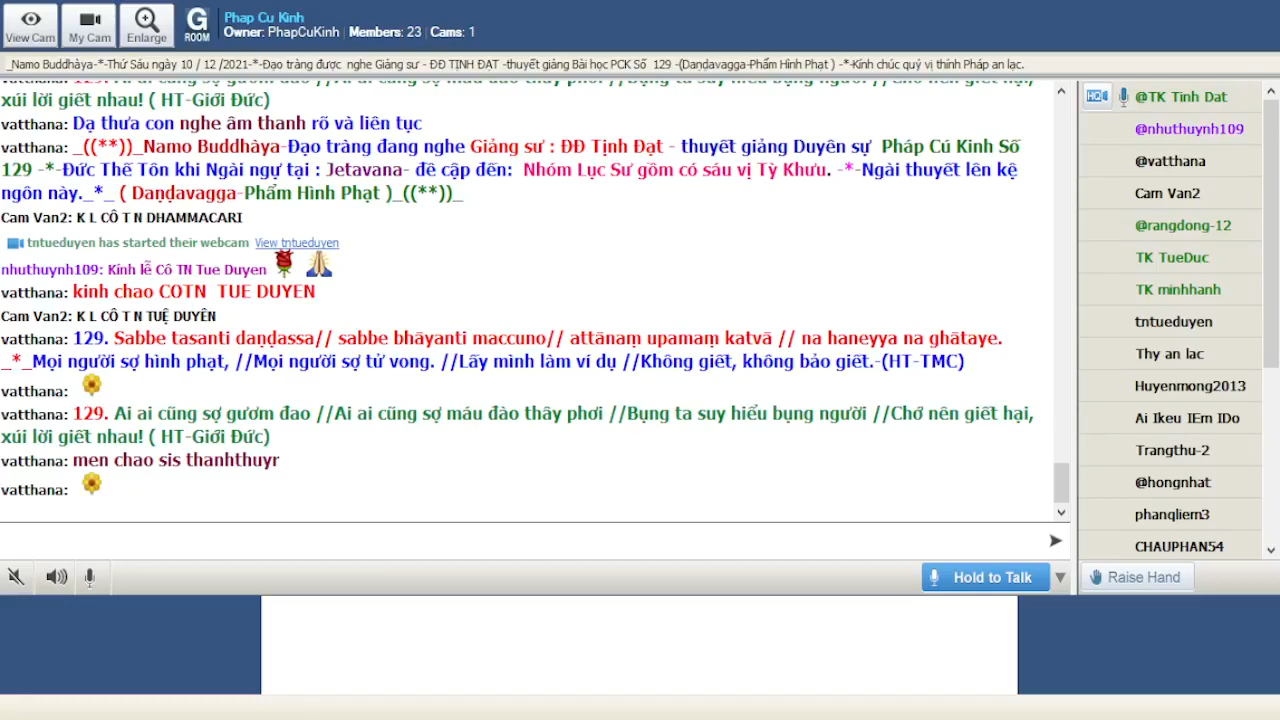 View Cam
My Cam
Enlarge
G
ROOM
Phap Cu Kinh
Owner: PhapCuKinh | Members: 23 | Cams: 1
_Namo Buddhàya-*-Thứ Sáu ngày 10 / 12 /2021-*-Đạo tràng được nghe Giảng sư - ĐĐ TỊNH ĐẠT -thuyết giảng Bài học PCK Số 129 -(Daṇḍavagga-Phẩm Hình Phạt ) -*-Kính chúc quý vị thính Pháp an lạc.
xúi lời giết nhau! ( HT-Giới Đức)
vatthana: Dạ thưa con nghe âm thanh rõ và liên tục
vatthana: _((**))_Namo Buddhàya-Đạo tràng đang nghe Giảng sư : ĐĐ Tịnh Đạt - thuyết giảng Duyên sự Pháp Cú Kinh Số
129 -*-Đức Thế Tôn khi Ngài ngự tại : Jetavana- đề cập đến: Nhóm Lục Sư gồm có sáu vị Tỳ Khưu. -*-Ngài thuyết lên kệ
ngôn này._*_ ( Daṇḍavagga-Phẩm Hình Phạt )_((**))_
Cam Van2: K L CÔ T N DHAMMACARI
tntueduyen has started their webcam View tntueduyen
nhuthuynh109: Kính lễ Cô TN Tue Duyen
vatthana: kinh chao COTN TUE DUYEN
Cam Van2: K L CÔ T N TUỆ DUYÊN
vatthana: 129. Sabbe tasanti daṇḍassa// sabbe bhāyanti maccuno// attānaṃ upamaṃ katvā // na haneyya na ghātaye.
_*_Mọi người sợ hình phạt, //Mọi người sợ tử vong. //Lấy mình làm ví dụ //Không giết, không bảo giết.-(HT-TMC)
vatthana:
vatthana: 129. Ai ai cũng sợ gươm đao //Ai ai cũng sợ máu đào thây phơi //Bụng ta suy hiểu bụng người //Chớ nên giết hại,
xúi lời giết nhau! ( HT-Giới Đức)
vatthana: men chao sis thanhthuyr
vatthana:
Hold to Talk
@TK Tinh Dat
@nhuthuynh109
@vatthana
Cam Van2
@rangdong-12
TK TueDuc
TK minhhanh
tntueduyen
Thy an lac
Huyenmong2013
Ai Ikeu IEm IDo
Trangthu-2
@hongnhat
phanqliem3
CHAUPHAN54
Raise Hand